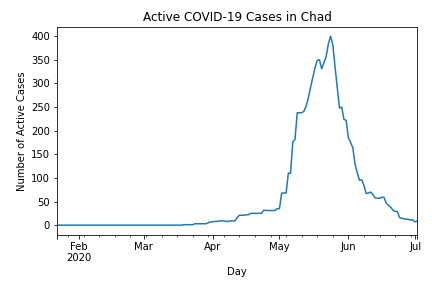 Active COVID-19 Cases in Chad
Number of Active Cases
400
350
300
250
200
150
100
50
0
Feb Mar Apr May Jun Jul
2020
Day